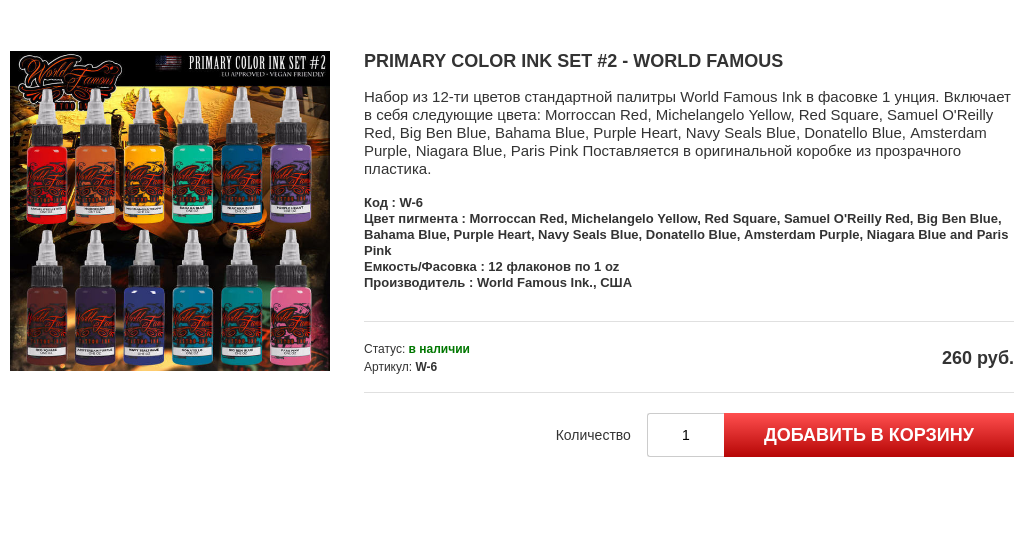 World Famous
PRIMARY COLOR INK SET #2
EU APPROVED - VEGAN FRIENDLY
PRIMARY COLOR INK SET #2 - WORLD FAMOUS
Набор из 12-ти цветов стандартной палитры World Famous Ink в фасовке 1 унция. Включает
в себя следующие цвета: Morroccan Red, Michelangelo Yellow, Red Square, Samuel O'Reilly
Red, Big Ben Blue, Bahama Blue, Purple Heart, Navy Seals Blue, Donatello Blue, Amsterdam
Purple, Niagara Blue, Paris Pink Поставляется в оригинальной коробке из прозрачного
пластика.
Код : W-6
Цвет пигмента : Morroccan Red, Michelangelo Yellow, Red Square, Samuel O'Reilly Red, Big Ben Blue,
Bahama Blue, Purple Heart, Navy Seals Blue, Donatello Blue, Amsterdam Purple, Niagara Blue and Paris
Pink
Емкость/Фасовка : 12 флаконов по 1 oz
Производитель : World Famous Ink., США
Статус: в наличии
Артикул: W-6
260 руб.
Количество
1
ДОБАВИТЬ В КОРЗИНУ